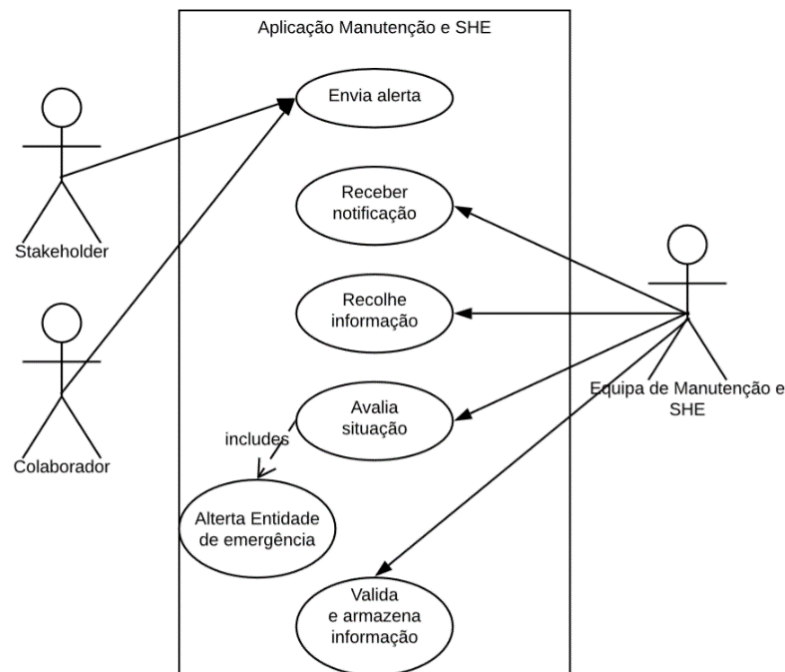 Aplicação Manutenção e SHE
Envia alerta
Receber
notificação
Stakeholder
Recolhe
informação
Equipa de Manutenção e
SHE
Avalia
situação
includes
Colaborador
Alterta Entidade
de emergência
Valida
e armazena
informação